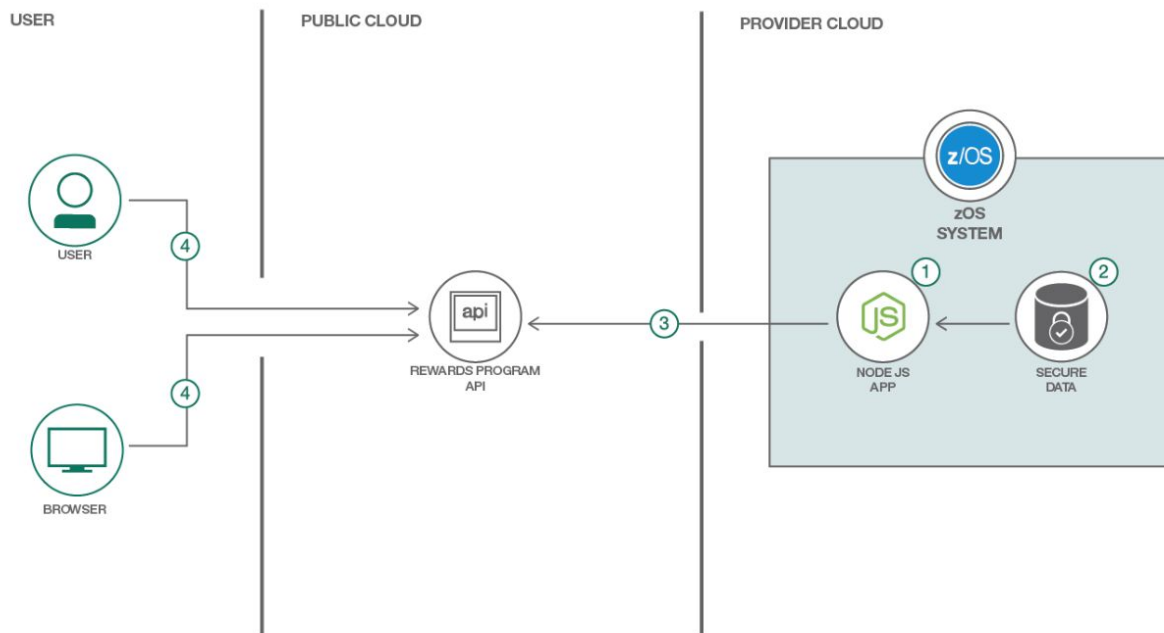 USER
PUBLIC CLOUD
PROVIDER CLOUD
z/OS
zOS
SYSTEM
4
USER
1
2
api
JS
3
REWARDS PROGRAM
API
NODE JS
APP
SECURE
DATA
4
BROWSER